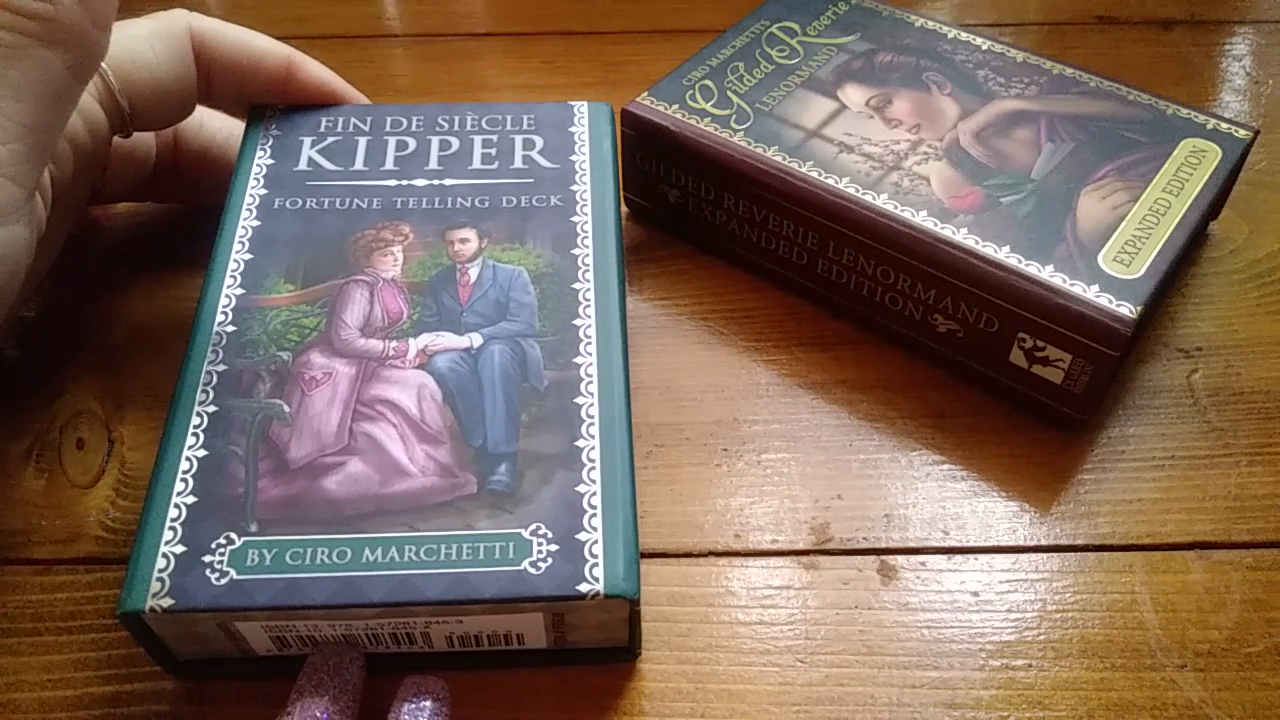 FIN DE SIÈCLE
KIPPER
FORTUNE TELLING DECK
BY CIRO MARCHETTI
CIRO MARCHETTI'S
Gilded Reverie
LENORMAND
EXPANDED EDITION
GILDED REVERIE LENORMAND
EXPANDED EDITION